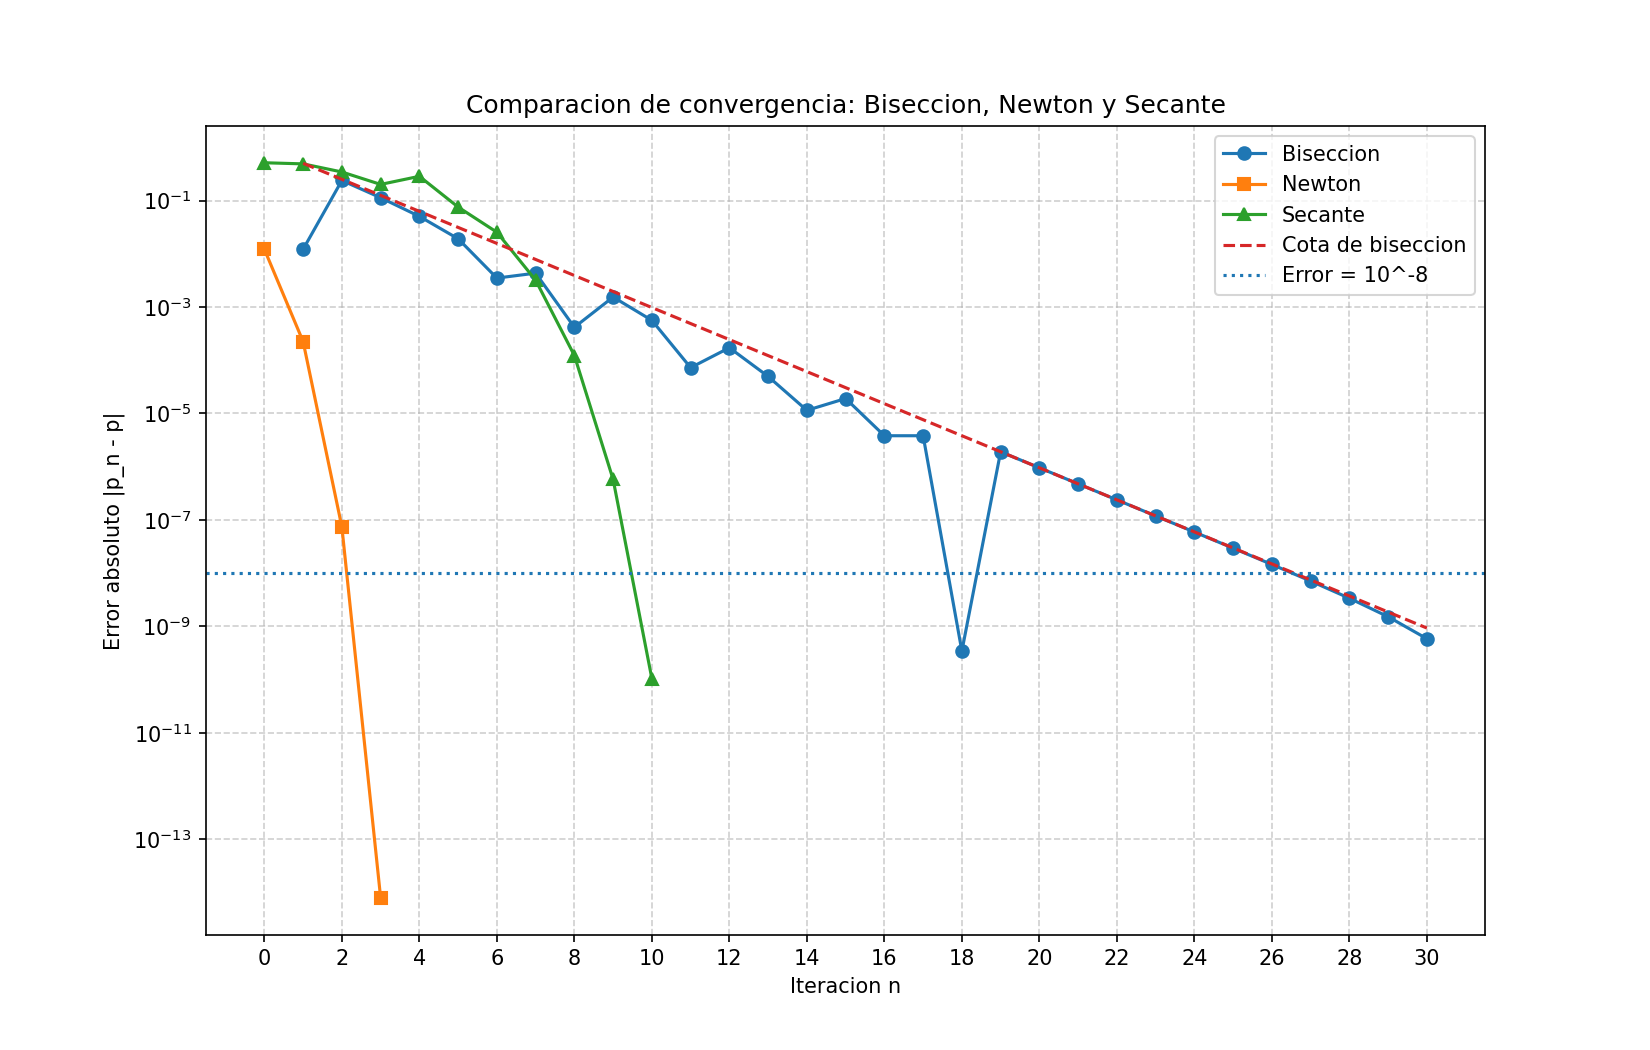 Comparacion de convergencia: Biseccion, Newton y Secante
Biseccion
Newton
Secante
Cota de biseccion
Error = 10^-8
Error absoluto |p_n - p|
10⁻¹
10⁻³
10⁻⁵
10⁻⁷
10⁻⁹
10⁻¹¹
10⁻¹³
0 2 4 6 8 10 12 14 16 18 20 22 24 26 28 30
Iteracion n